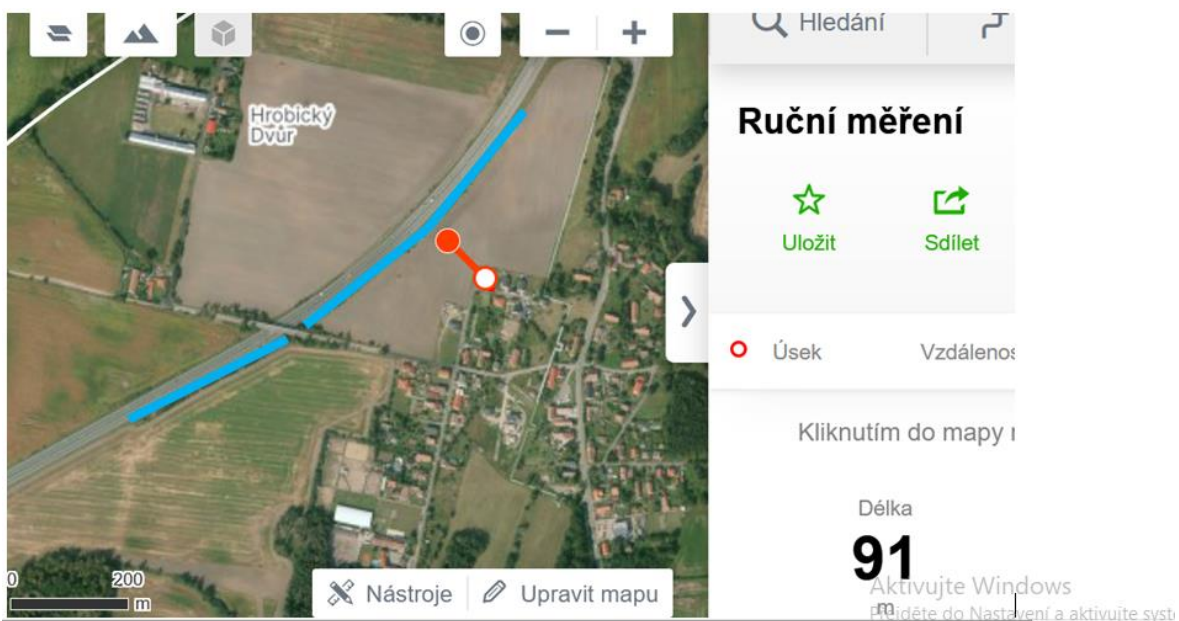 Hledání
Hrobický
Dvůr
Ruční měření
Uložit
Sdílet
Úsek
Kliknutím do mapy
Délka
91
m
Aktivujte Windows
0
200
m
Nástroje
Upravit mapu